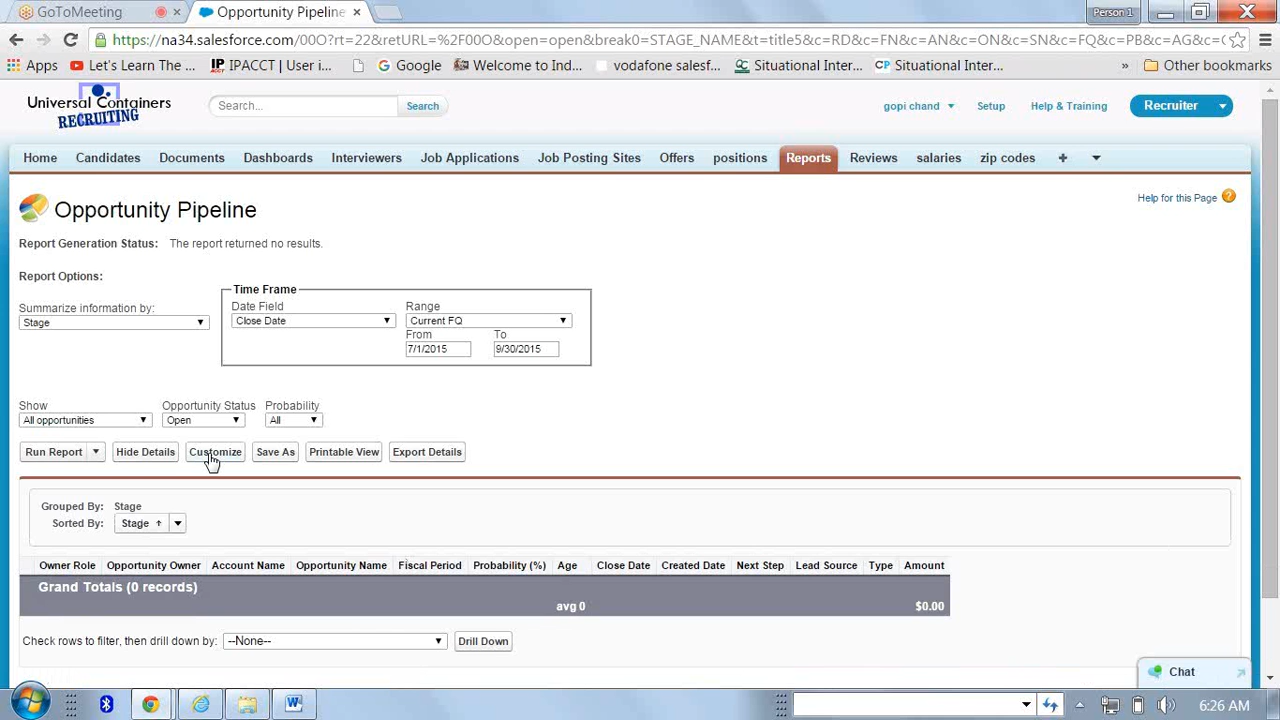 GoToMeeting
Opportunity Pipeline
Person 1
https://na34.salesforce.com/00O?rt=22&retURL=%2F00O&open=open&break0=STAGE_NAME&t=title5&c=RD&c=FN&c=AN&c=ON&c=SN&c=FQ&c=PB&c=AG&c=C
Apps Let's Learn The ... IPACCT | User i... Google Welcome to Ind... vodafone salesf... Situational Inter... CP Situational Inter... » Other bookmarks
Universal Containers
RECRUITING
Search... Search gopi chand Setup Help & Training Recruiter
Home Candidates Documents Dashboards Interviewers Job Applications Job Posting Sites Offers positions Reports Reviews salaries zip codes +
Opportunity Pipeline
Help for this Page ?
Report Generation Status: The report returned no results.
Report Options:
Time Frame
Summarize information by: Date Field Range
Stage Close Date Current FQ
From To
7/1/2015 9/30/2015
Show Opportunity Status Probability
All opportunities Open All
Run Report Hide Details Customize Save As Printable View Export Details
Grouped By: Stage
Sorted By: Stage ↑
Owner Role Opportunity Owner Account Name Opportunity Name Fiscal Period Probability (%) Age Close Date Created Date Next Step Lead Source Type Amount
Grand Totals (0 records)
avg 0 $0.00
Check rows to filter, then drill down by: --None-- Drill Down
Chat
6:26 AM